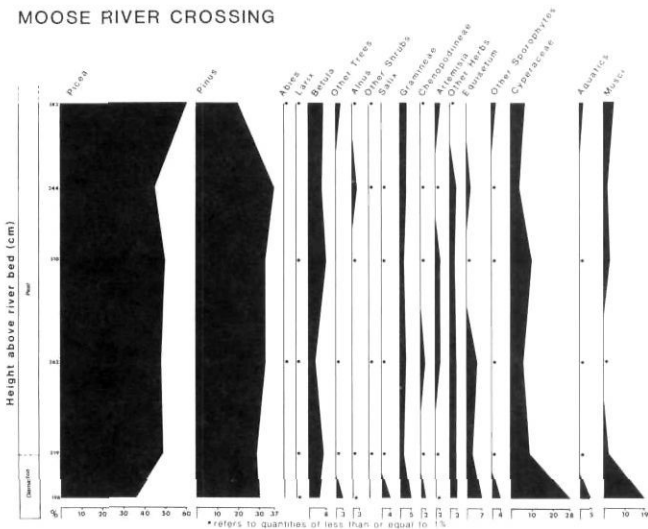 MOOSE RIVER CROSSING
Picea
Pinus
Abies
Larix
Betula
Other Trees
Alnus
Other Shrubs
Salix
Gramineae
Chenopodiineae
Artemisia
Other Herbs
Equisetum
Other Sporophytes
Cyperaceae
Aquatics
Musci
Height above river bed (cm)
Peat
344
%
10 20 30 40 50 60
10 20 30 37
8 3 3 3 5 3 3 3 7 4
10 20 28
5
10 19
* refers to quantities of less than or equal to 1%